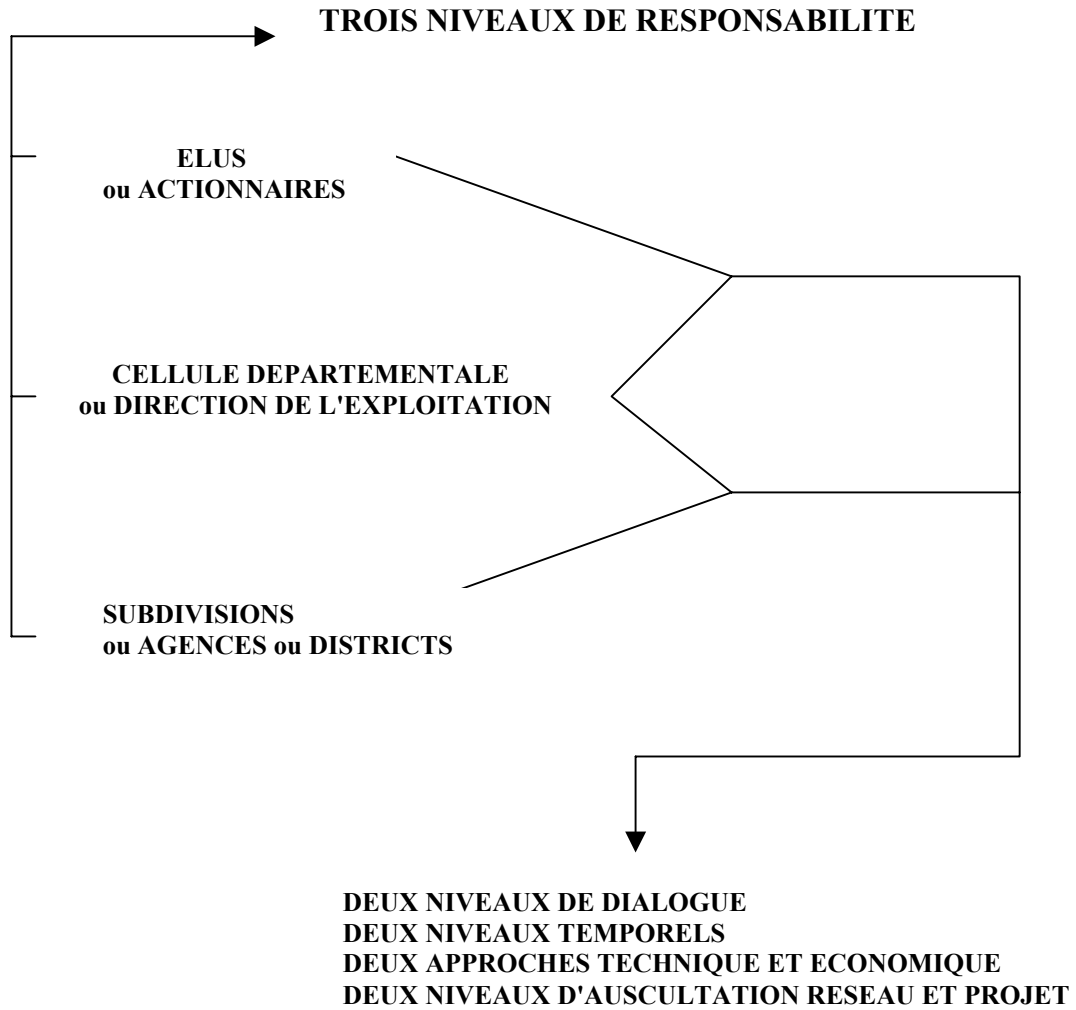 TROIS NIVEAUX DE RESPONSABILITE
ELUS
ou ACTIONNAIRES
CELLULE DEPARTEMENTALE
ou DIRECTION DE L'EXPLOITATION
SUBDIVISIONS
ou AGENCES ou DISTRICTS
DEUX NIVEAUX DE DIALOGUE
DEUX NIVEAUX TEMPORELS
DEUX APPROCHES TECHNIQUE ET ECONOMIQUE
DEUX NIVEAUX D'AUSCULTATION RESEAU ET PROJET